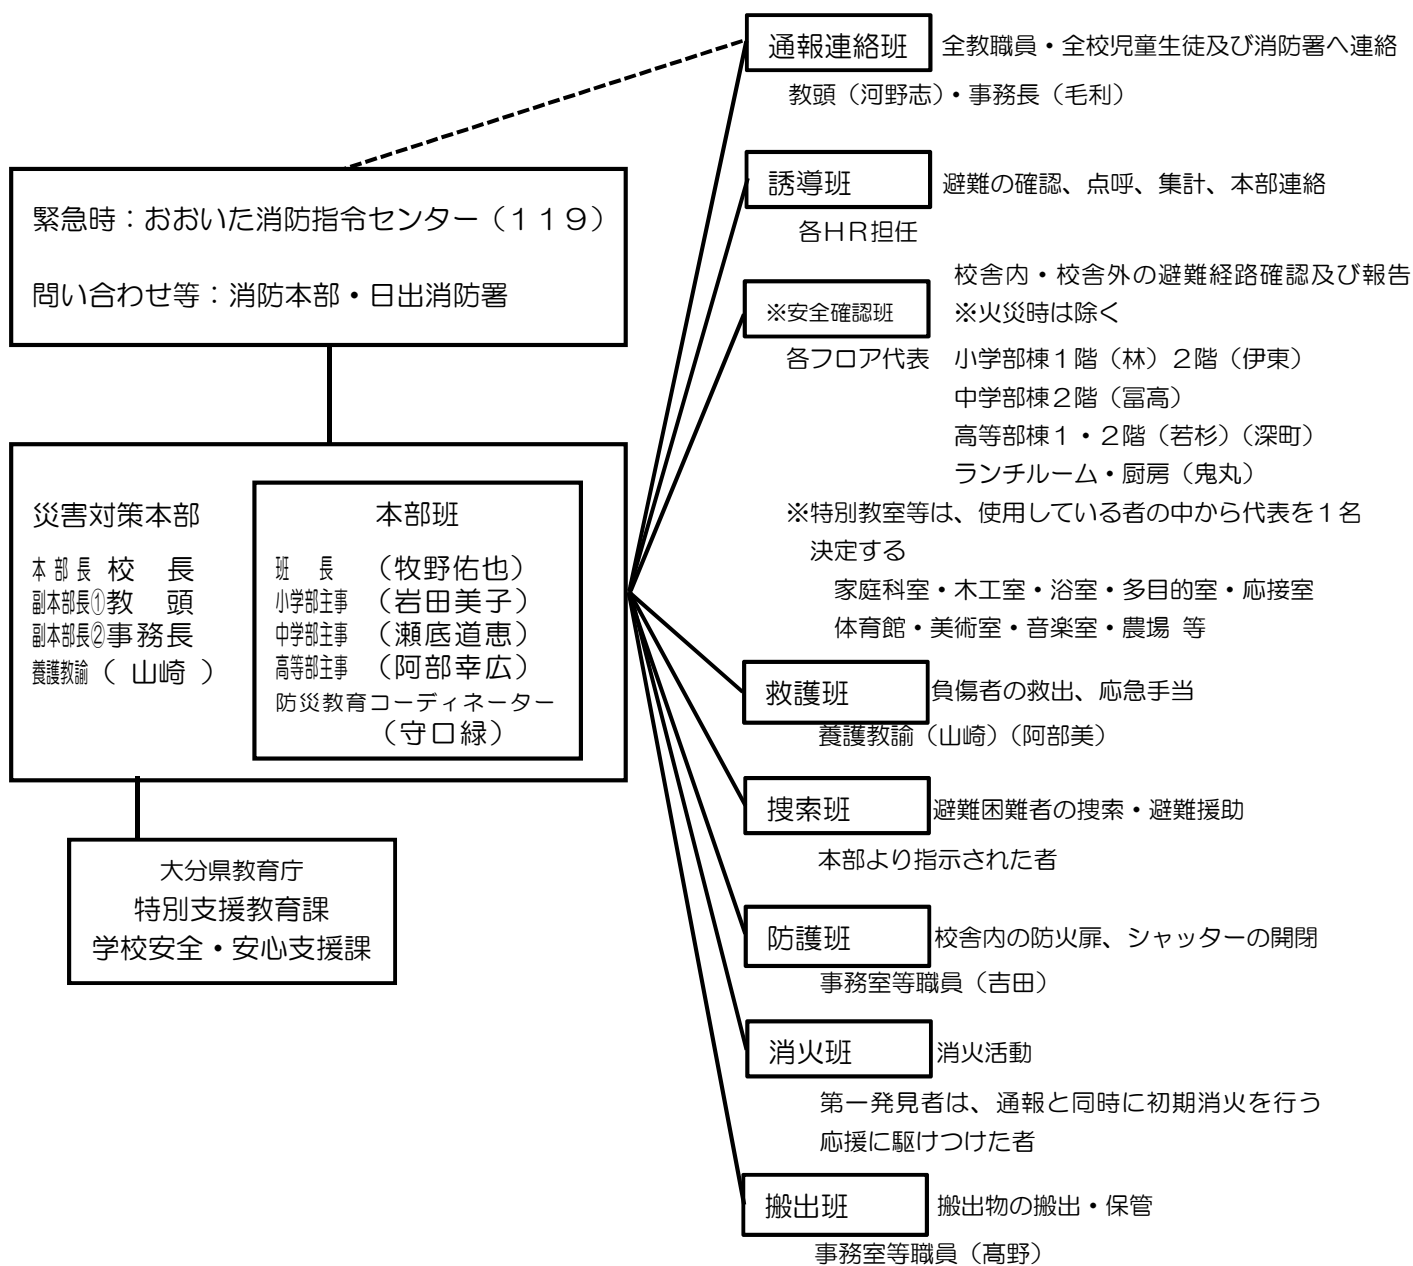 緊急時：おおいた消防指令センター（１１９）
問い合わせ等：消防本部・日出消防署
災害対策本部
本部長 校　長
副本部長①教　頭
副本部長②事務長
養護教諭（ 山崎 ）
本部班
班　長　（牧野佑也）
小学部主事　（岩田美子）
中学部主事　（瀬底道恵）
高等部主事　（阿部幸広）
防災教育コーディネーター
（守口緑）
大分県教育庁
特別支援教育課
学校安全・安心支援課
通報連絡班　全教職員・全校児童生徒及び消防署へ連絡
教頭（河野志）・事務長（毛利）
誘導班　避難の確認、点呼、集計、本部連絡
各ＨＲ担任
校舎内・校舎外の避難経路確認及び報告
※安全確認班　※火災時は除く
各フロア代表　小学部棟１階（林）２階（伊東）
中学部棟２階（冨高）
高等部棟１・２階（若杉）（深町）
ランチルーム・厨房（鬼丸）
※特別教室等は、使用している者の中から代表を１名
決定する
家庭科室・木工室・浴室・多目的室・応接室
体育館・美術室・音楽室・農場 等
救護班　負傷者の救出、応急手当
養護教諭（山崎）（阿部美）
捜索班　避難困難者の捜索・避難援助
本部より指示された者
防護班　校舎内の防火扉、シャッターの開閉
事務室等職員（吉田）
消火班　消火活動
第一発見者は、通報と同時に初期消火を行う
応援に駆けつけた者
搬出班　搬出物の搬出・保管
事務室等職員（髙野）